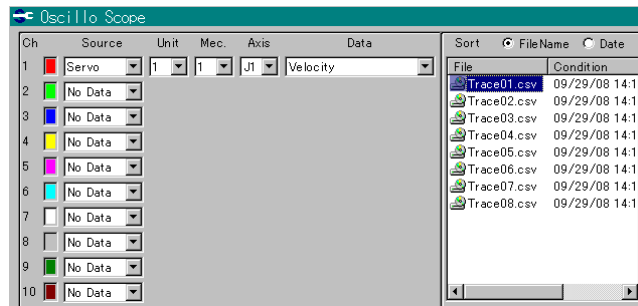 Oscillo Scope
Ch Source Unit Mec. Axis Data
1 Servo 1 1 J1 Velocity
2 No Data
3 No Data
4 No Data
5 No Data
6 No Data
7 No Data
8 No Data
9 No Data
10 No Data
Sort FileName Date
File Condition
Trace01.csv 09/29/08 14:1
Trace02.csv 09/29/08 14:1
Trace03.csv 09/29/08 14:1
Trace04.csv 09/29/08 14:1
Trace05.csv 09/29/08 14:1
Trace06.csv 09/29/08 14:1
Trace07.csv 09/29/08 14:1
Trace08.csv 09/29/08 14:1